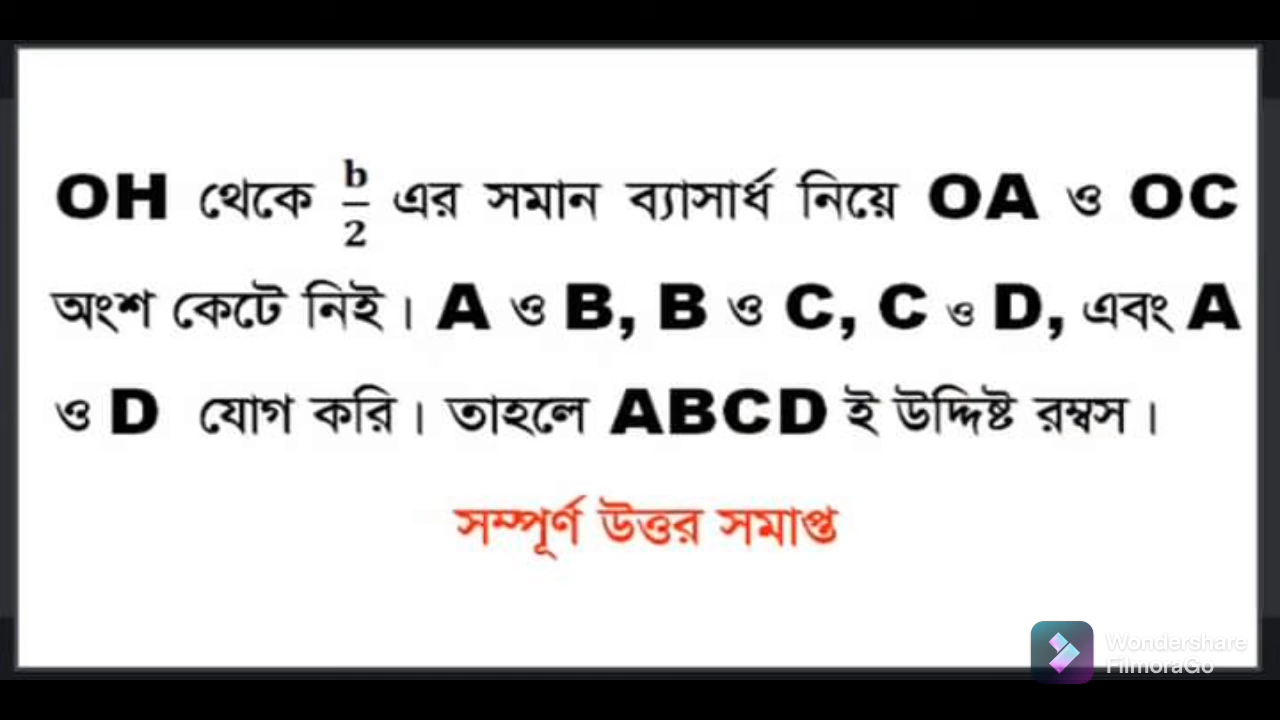 OH থেকে b/2 এর সমান ব্যাসার্ধ নিয়ে OA ও OC
অংশ কেটে নিই। A ও B, B ও C, C ও D, এবং A
ও D যোগ করি। তাহলে ABCD ই উদ্দিষ্ট রম্বস।
সম্পূর্ণ উত্তর সমাপ্ত
Wondershare
FilmoraGo